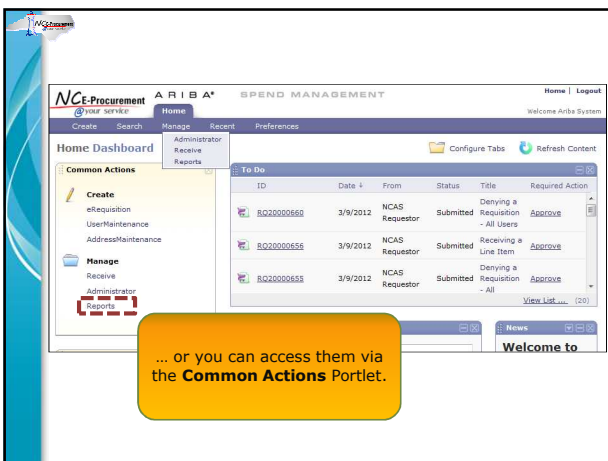 NCE-Procurement
NCE-Procurement ARIBA® SPEND MANAGEMENT Home | Logout
@ your service Home Welcome Ariba System
Create Search Manage Recent Preferences
Administrator
Receive
Reports
Home Dashboard Configure Tabs Refresh Content
Common Actions
Create
eRequisition
UserMaintenance
AddressMaintenance
Manage
Receive
Administrator
Reports
To Do
ID Date ↓ From Status Title Required Action
RQ20000660 3/9/2012 NCAS Requestor Submitted Denying a Requisition - All Users Approve
RQ20000656 3/9/2012 NCAS Requestor Submitted Receiving a Line Item Approve
RQ20000655 3/9/2012 NCAS Requestor Submitted Denying a Requisition - All Approve
View List ... (20)
News
Welcome to
… or you can access them via
the Common Actions Portlet.